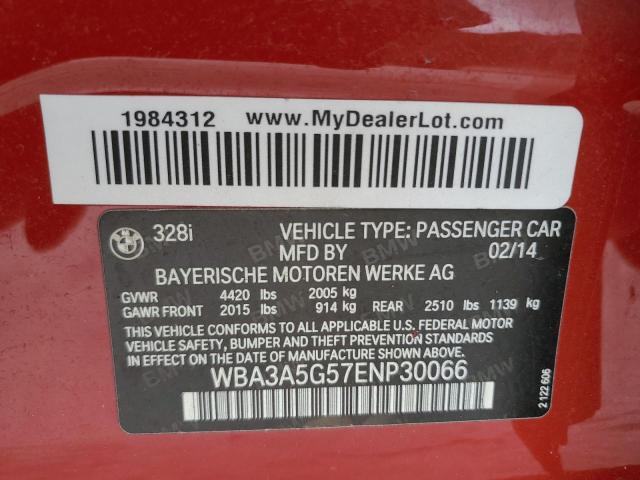 1984312 www.MyDealerLot.com
328i VEHICLE TYPE: PASSENGER CAR
MFD BY 02/14
BAYERISCHE MOTOREN WERKE AG
GVWR 4420 lbs 2005 kg
GAWR FRONT 2015 lbs 914 kg REAR 2510 lbs 1139 kg
THIS VEHICLE CONFORMS TO ALL APPLICABLE U.S. FEDERAL MOTOR
VEHICLE SAFETY, BUMPER, AND THEFT PREVENTION STANDARDS
IN EFFECT ON THE DATE OF MANUFACTURE SHOWN ABOVE.
WBA3A5G57ENP30066
2 122 606